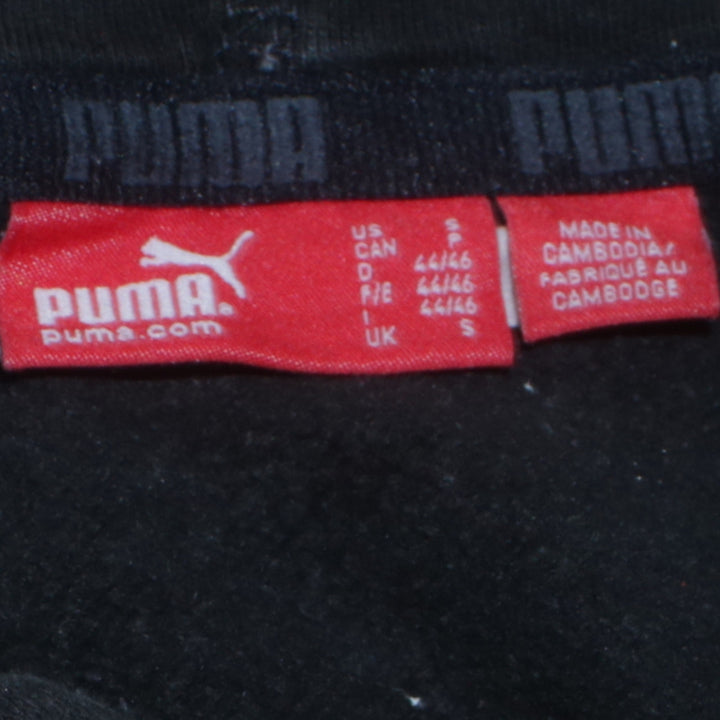 PUMA PUMA
PUMA
puma.com
US S
CAN P
D 44/46
F/E 44/46
I 44/46
UK S
MADE IN
CAMBODIA/
FABRIQUÉ AU
CAMBODGE